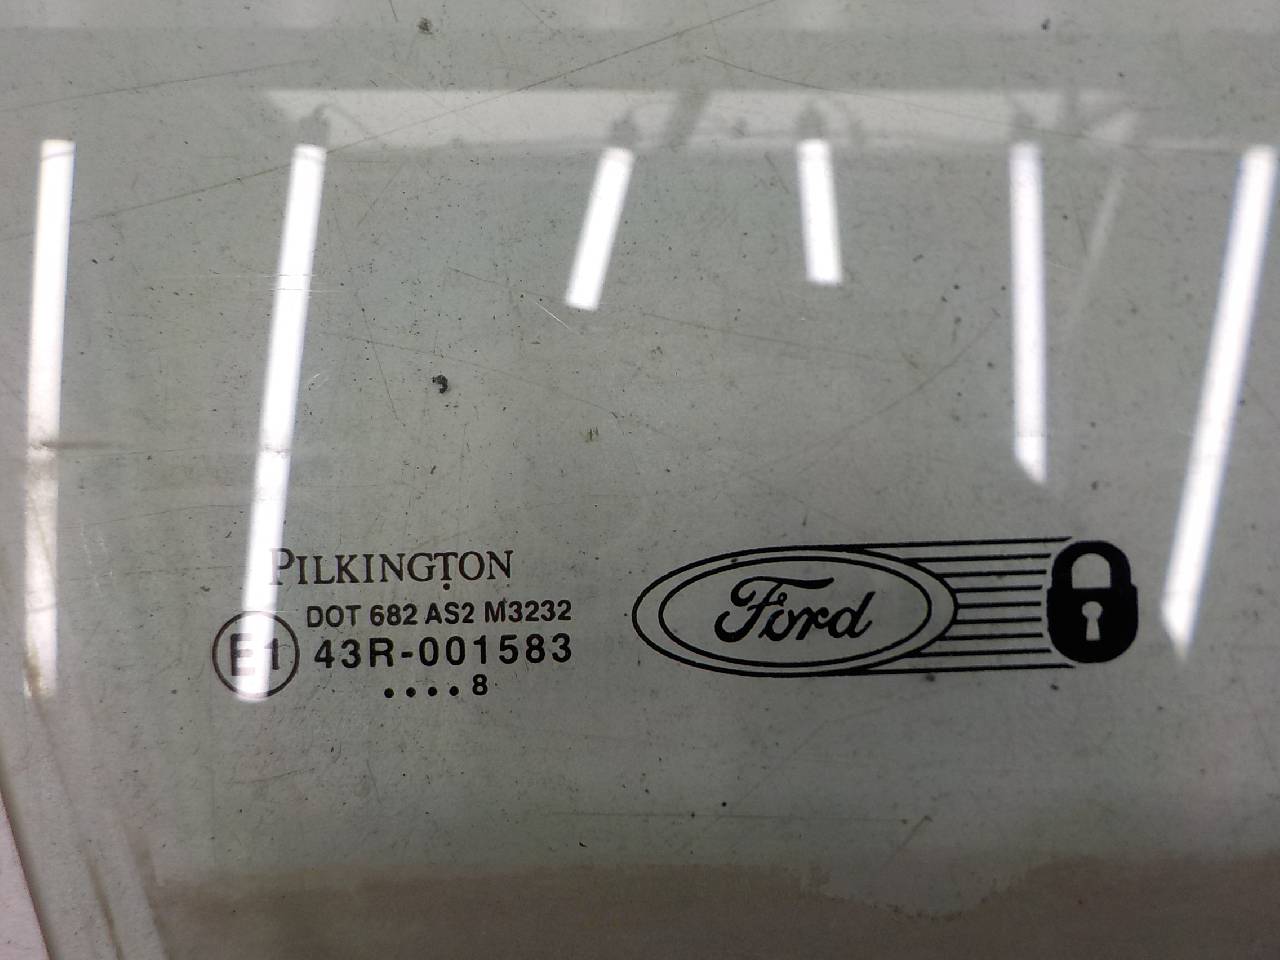 PILKINGTON
DOT 682 AS2 M3232
E1 43R-001583
....8
Ford